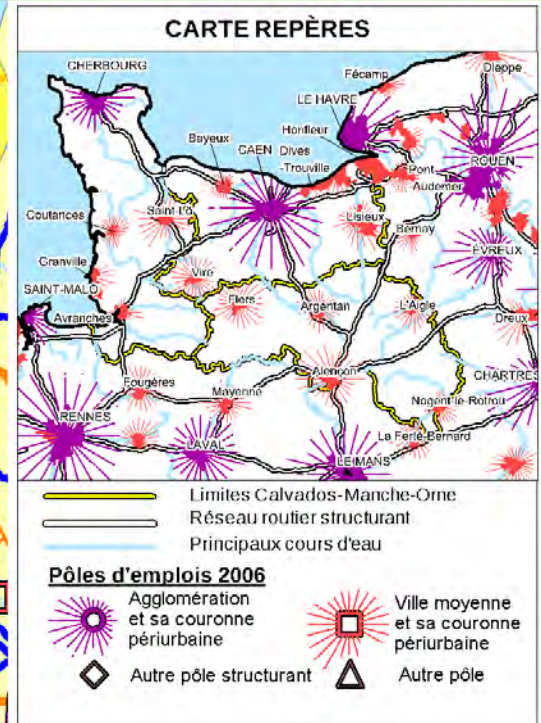 CARTE REPÈRES
CHERBOURG
Dieppe
Fécamp
LE HAVRE
Honfleur
Bayeux
CAEN
Dives
-Trouville
Pont
-Audemer
ROUEN
Coutances
Saint-Lô
Lisieux
Bernay
Granville
ÉVREUX
Vire
SAINT-MALO
Flers
Argentan
L'Aigle
Avranches
Dreux
Alençon
CHARTRES
Fougères
Mayenne
Nogent-le-Rotrou
RENNES
La Ferté-Bernard
LAVAL
LE MANS
Limites Calvados-Manche-Orne
Réseau routier structurant
Principaux cours d'eau
Pôles d'emplois 2006
Agglomération
et sa couronne
périurbaine
Ville moyenne
et sa couronne
périurbaine
Autre pôle structurant
Autre pôle